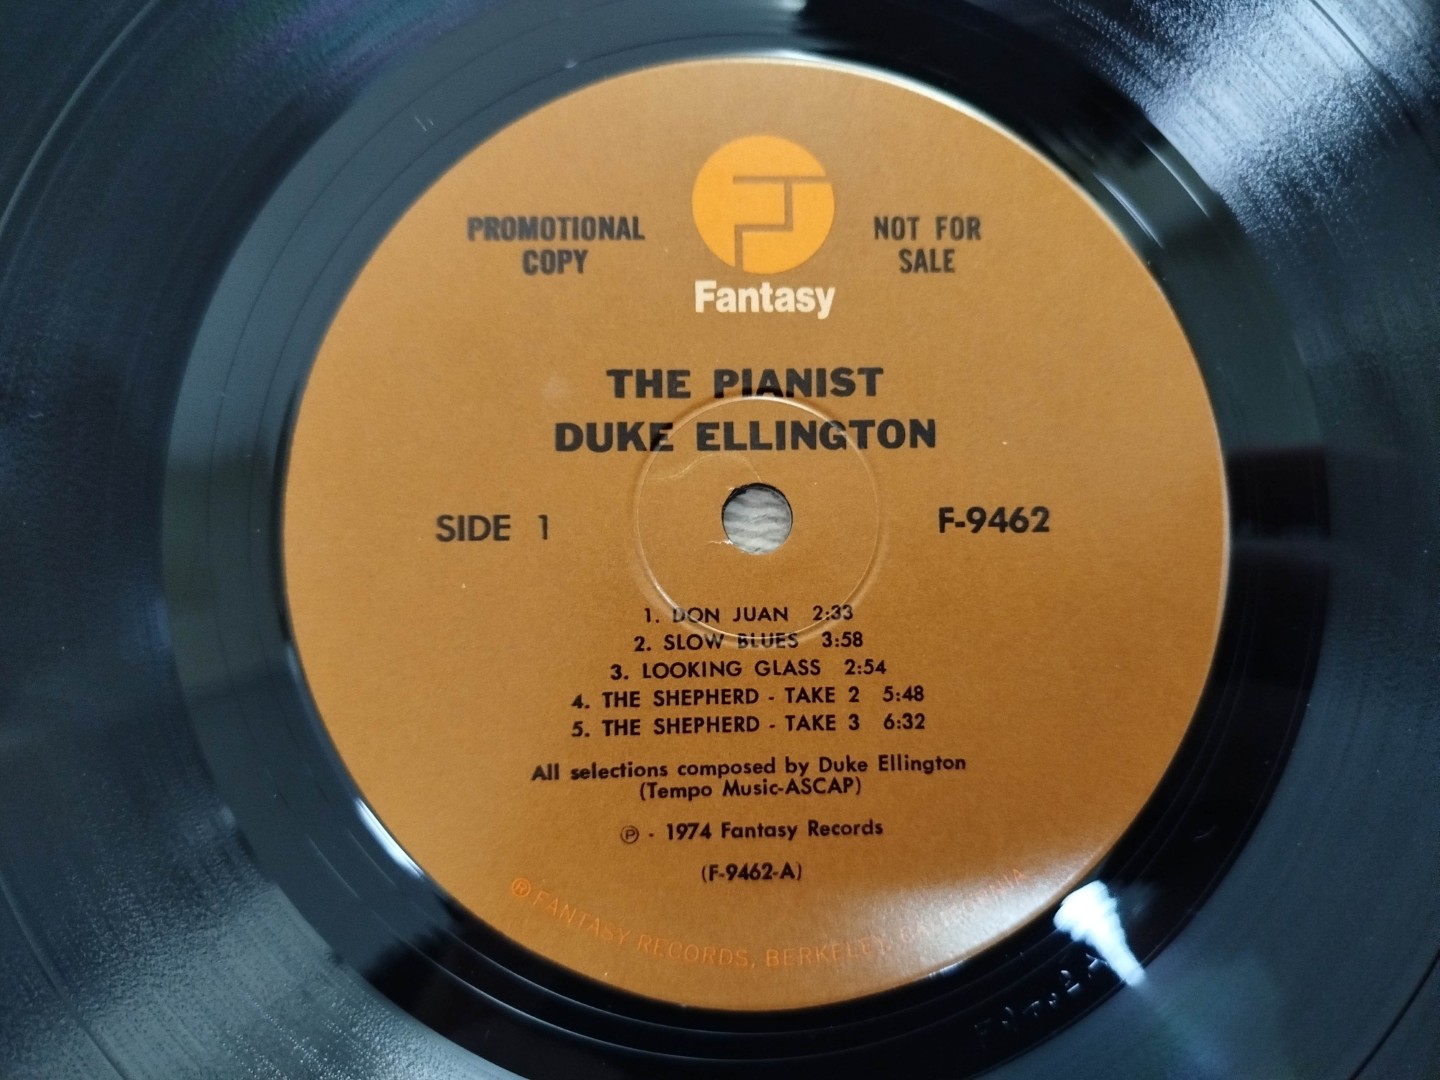 PROMOTIONAL COPY
NOT FOR SALE
Fantasy
THE PIANIST
DUKE ELLINGTON
SIDE 1
F-9462
1. DON JUAN 2:33
2. SLOW BLUES 3:58
3. LOOKING GLASS 2:54
4. THE SHEPHERD - TAKE 2 5:48
5. THE SHEPHERD - TAKE 3 6:32
All selections composed by Duke Ellington
(Tempo Music-ASCAP)
℗ - 1974 Fantasy Records
(F-9462-A)
® FANTASY RECORDS, BERKELEY, CALIFORNIA